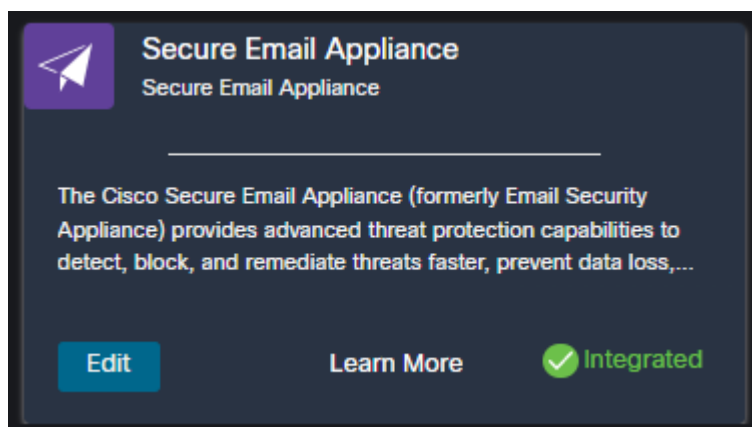 Secure Email Appliance
Secure Email Appliance
The Cisco Secure Email Appliance (formerly Email Security
Appliance) provides advanced threat protection capabilities to
detect, block, and remediate threats faster, prevent data loss,...
Edit Learn More Integrated